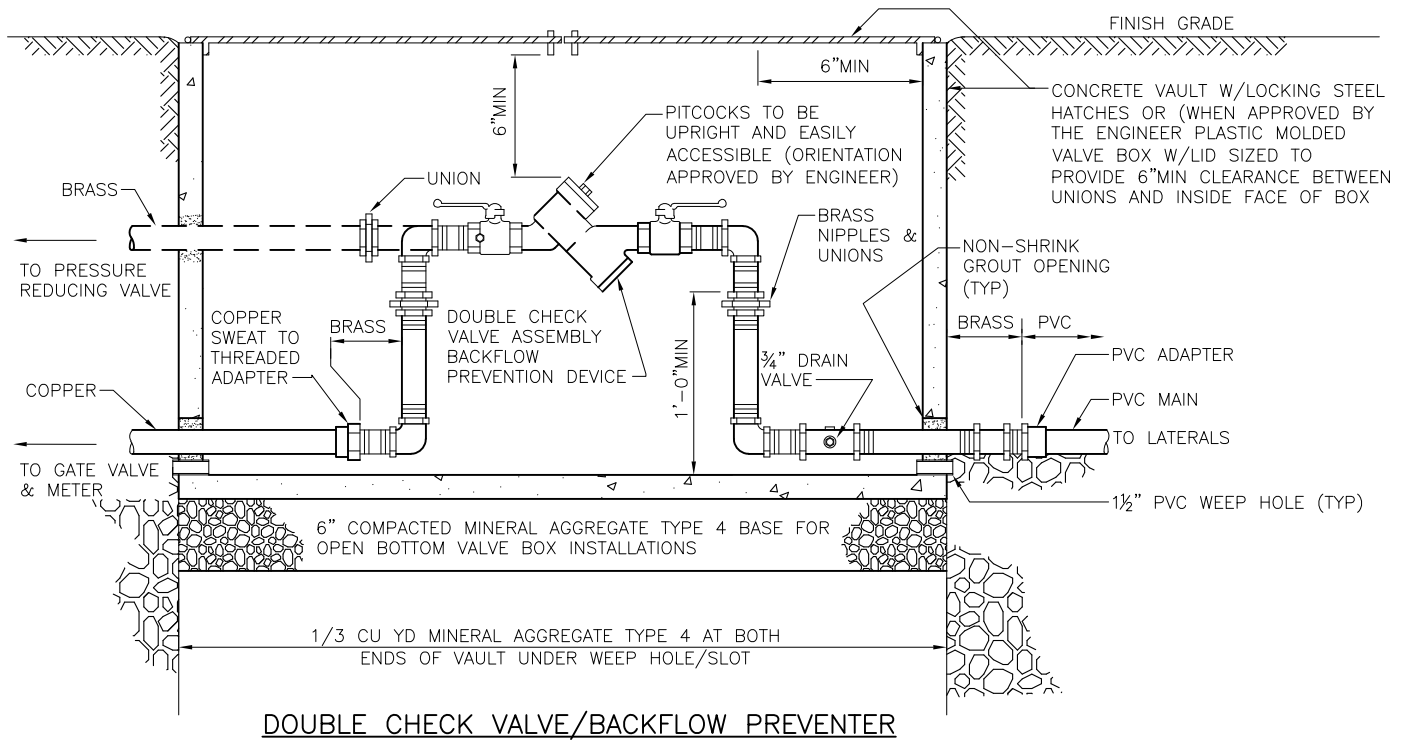 FINISH GRADE
6"MIN
6"MIN
CONCRETE VAULT W/LOCKING STEEL
HATCHES OR (WHEN APPROVED BY
THE ENGINEER PLASTIC MOLDED
VALVE BOX W/LID SIZED TO
PROVIDE 6"MIN CLEARANCE BETWEEN
UNIONS AND INSIDE FACE OF BOX
PITCOCKS TO BE
UPRIGHT AND EASILY
ACCESSIBLE (ORIENTATION
APPROVED BY ENGINEER)
BRASS
UNION
BRASS
NIPPLES &
UNIONS
NON-SHRINK
GROUT OPENING
(TYP)
TO PRESSURE
REDUCING VALVE
COPPER
SWEAT TO
THREADED
ADAPTER
BRASS
DOUBLE CHECK
VALVE ASSEMBLY
BACKFLOW
PREVENTION DEVICE
1'-0"MIN
¾" DRAIN
VALVE
BRASS
PVC
PVC ADAPTER
COPPER
PVC MAIN
TO LATERALS
TO GATE VALVE
& METER
1½" PVC WEEP HOLE (TYP)
6" COMPACTED MINERAL AGGREGATE TYPE 4 BASE FOR
OPEN BOTTOM VALVE BOX INSTALLATIONS
1/3 CU YD MINERAL AGGREGATE TYPE 4 AT BOTH
ENDS OF VAULT UNDER WEEP HOLE/SLOT
DOUBLE CHECK VALVE/BACKFLOW PREVENTER